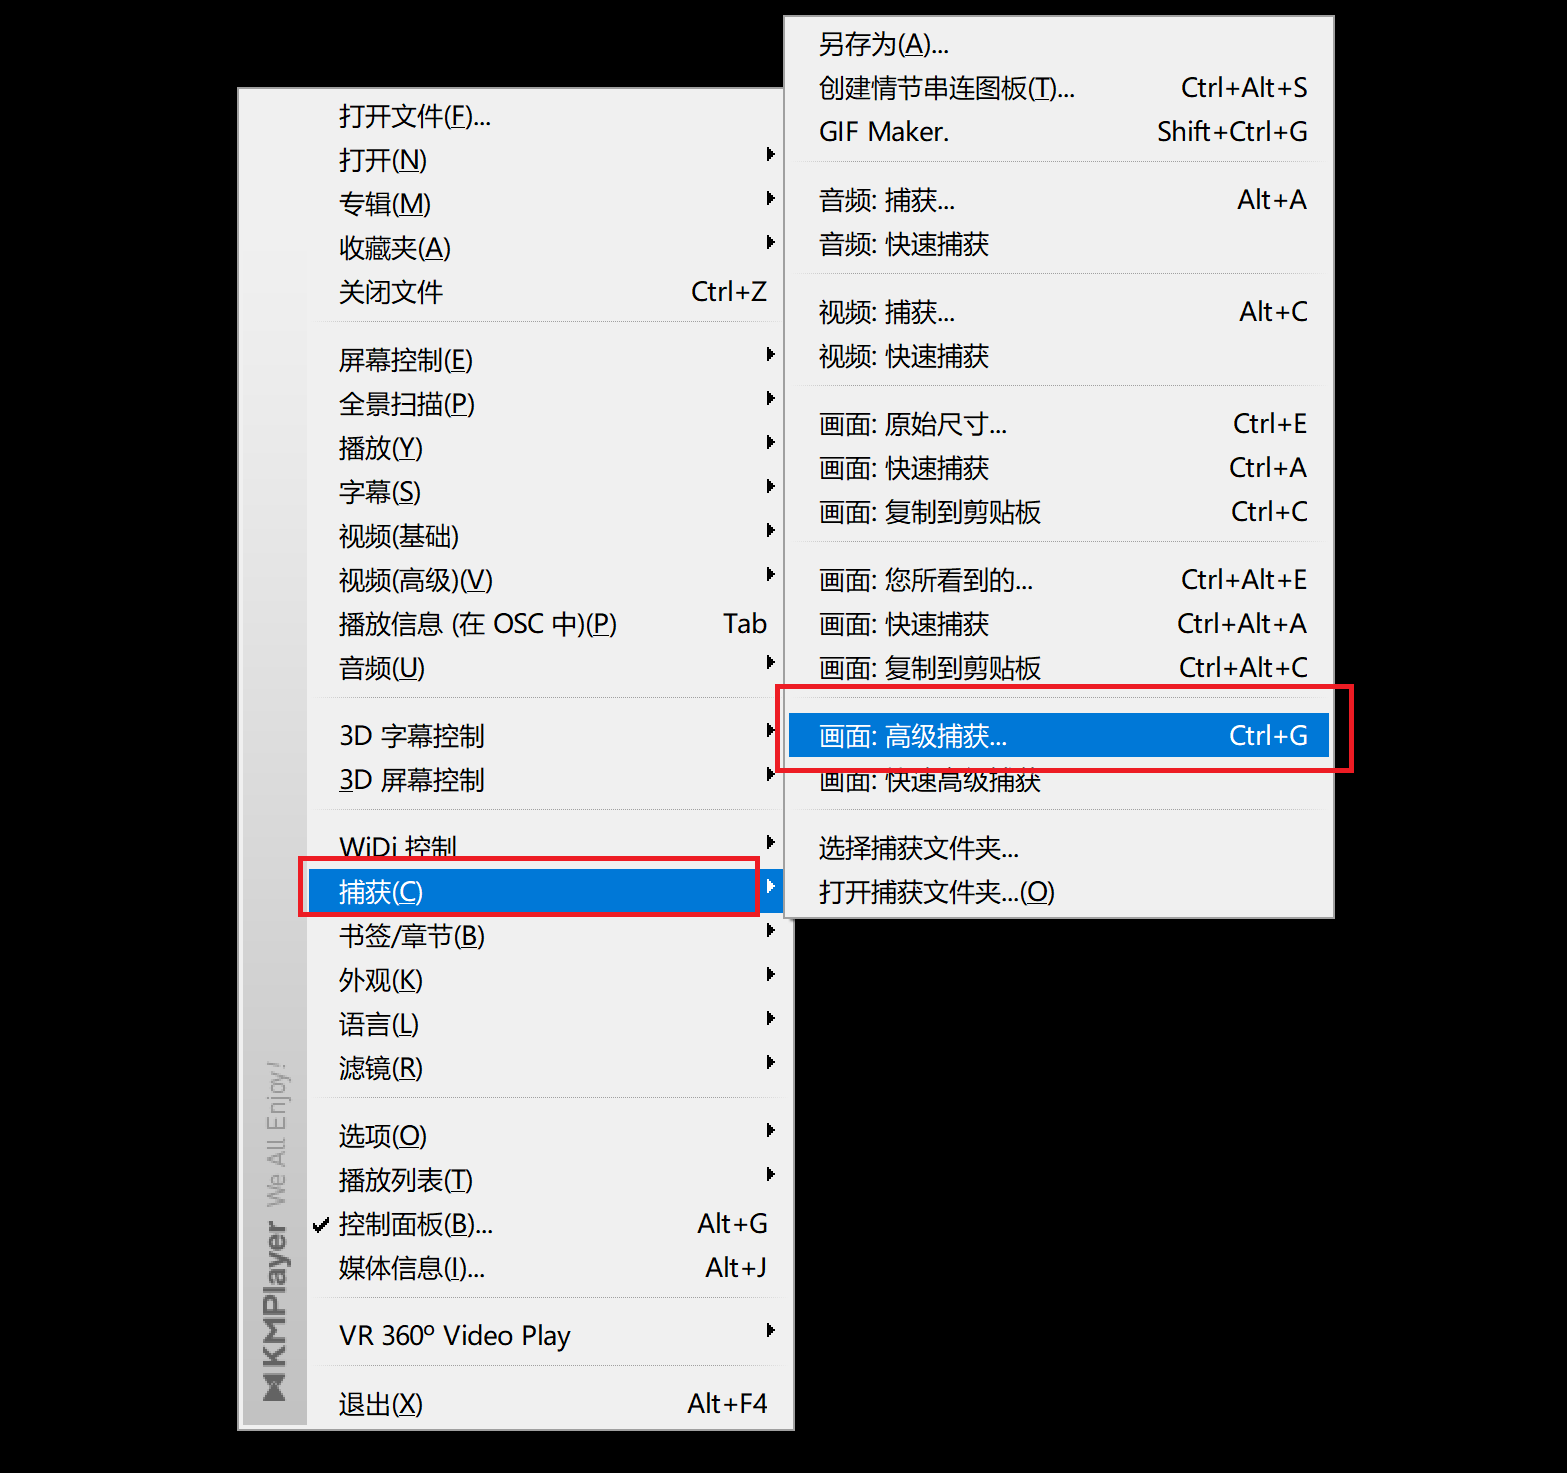 打开文件(F)...
打开(N)
专辑(M)
收藏夹(A)
关闭文件 Ctrl+Z
屏幕控制(E)
全景扫描(P)
播放(Y)
字幕(S)
视频(基础)
视频(高级)(V)
播放信息 (在 OSC 中)(P) Tab
音频(U)
3D 字幕控制
3D 屏幕控制
WiDi 控制
捕获(C)
书签/章节(B)
外观(K)
语言(L)
滤镜(R)
选项(O)
播放列表(T)
控制面板(B)... Alt+G
媒体信息(I)... Alt+J
VR 360º Video Play
退出(X) Alt+F4
KMPlayer We All Enjoy!
另存为(A)...
创建情节串连图板(T)... Ctrl+Alt+S
GIF Maker. Shift+Ctrl+G
音频: 捕获... Alt+A
音频: 快速捕获
视频: 捕获... Alt+C
视频: 快速捕获
画面: 原始尺寸... Ctrl+E
画面: 快速捕获 Ctrl+A
画面: 复制到剪贴板 Ctrl+C
画面: 您所看到的... Ctrl+Alt+E
画面: 快速捕获 Ctrl+Alt+A
画面: 复制到剪贴板 Ctrl+Alt+C
画面: 高级捕获... Ctrl+G
画面: 快速高级捕获
选择捕获文件夹...
打开捕获文件夹...(O)